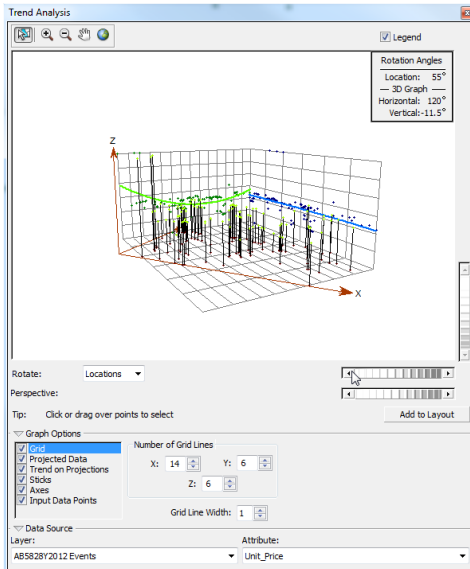 Trend Analysis
Legend
Rotation Angles
Location: 55°
3D Graph
Horizontal: 120°
Vertical:-11.5°
Z
X
Rotate: Locations
Perspective:
Tip: Click or drag over points to select
Add to Layout
Graph Options
Grid
Projected Data
Trend on Projections
Sticks
Axes
Input Data Points
Number of Grid Lines
X: 14 Y: 6
Z: 6
Grid Line Width: 1
Data Source
Layer: Attribute:
AB5828Y2012 Events Unit_Price